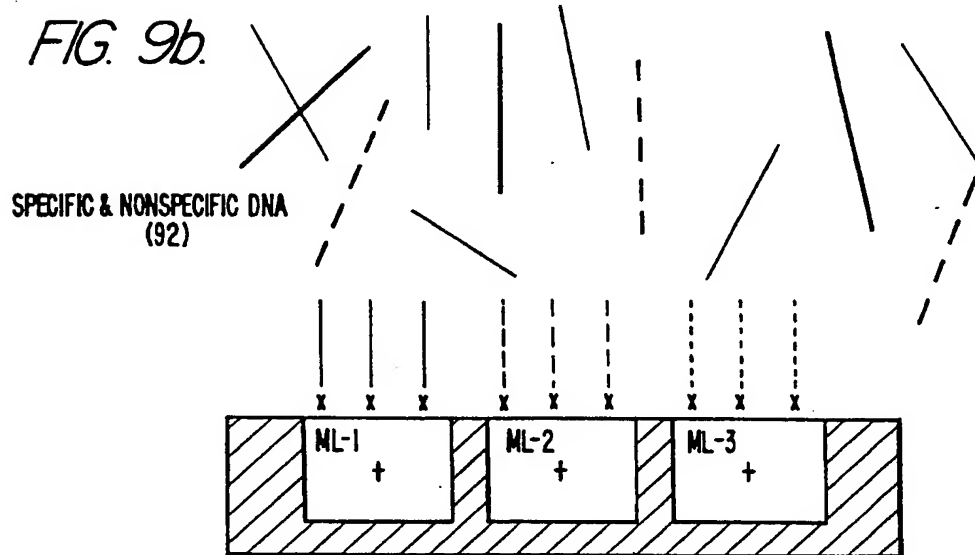 FIG. 9b.
SPECIFIC & NONSPECIFIC DNA
(92)
x x x x x x x x x
ML-1 ML-2 ML-3
+ + +